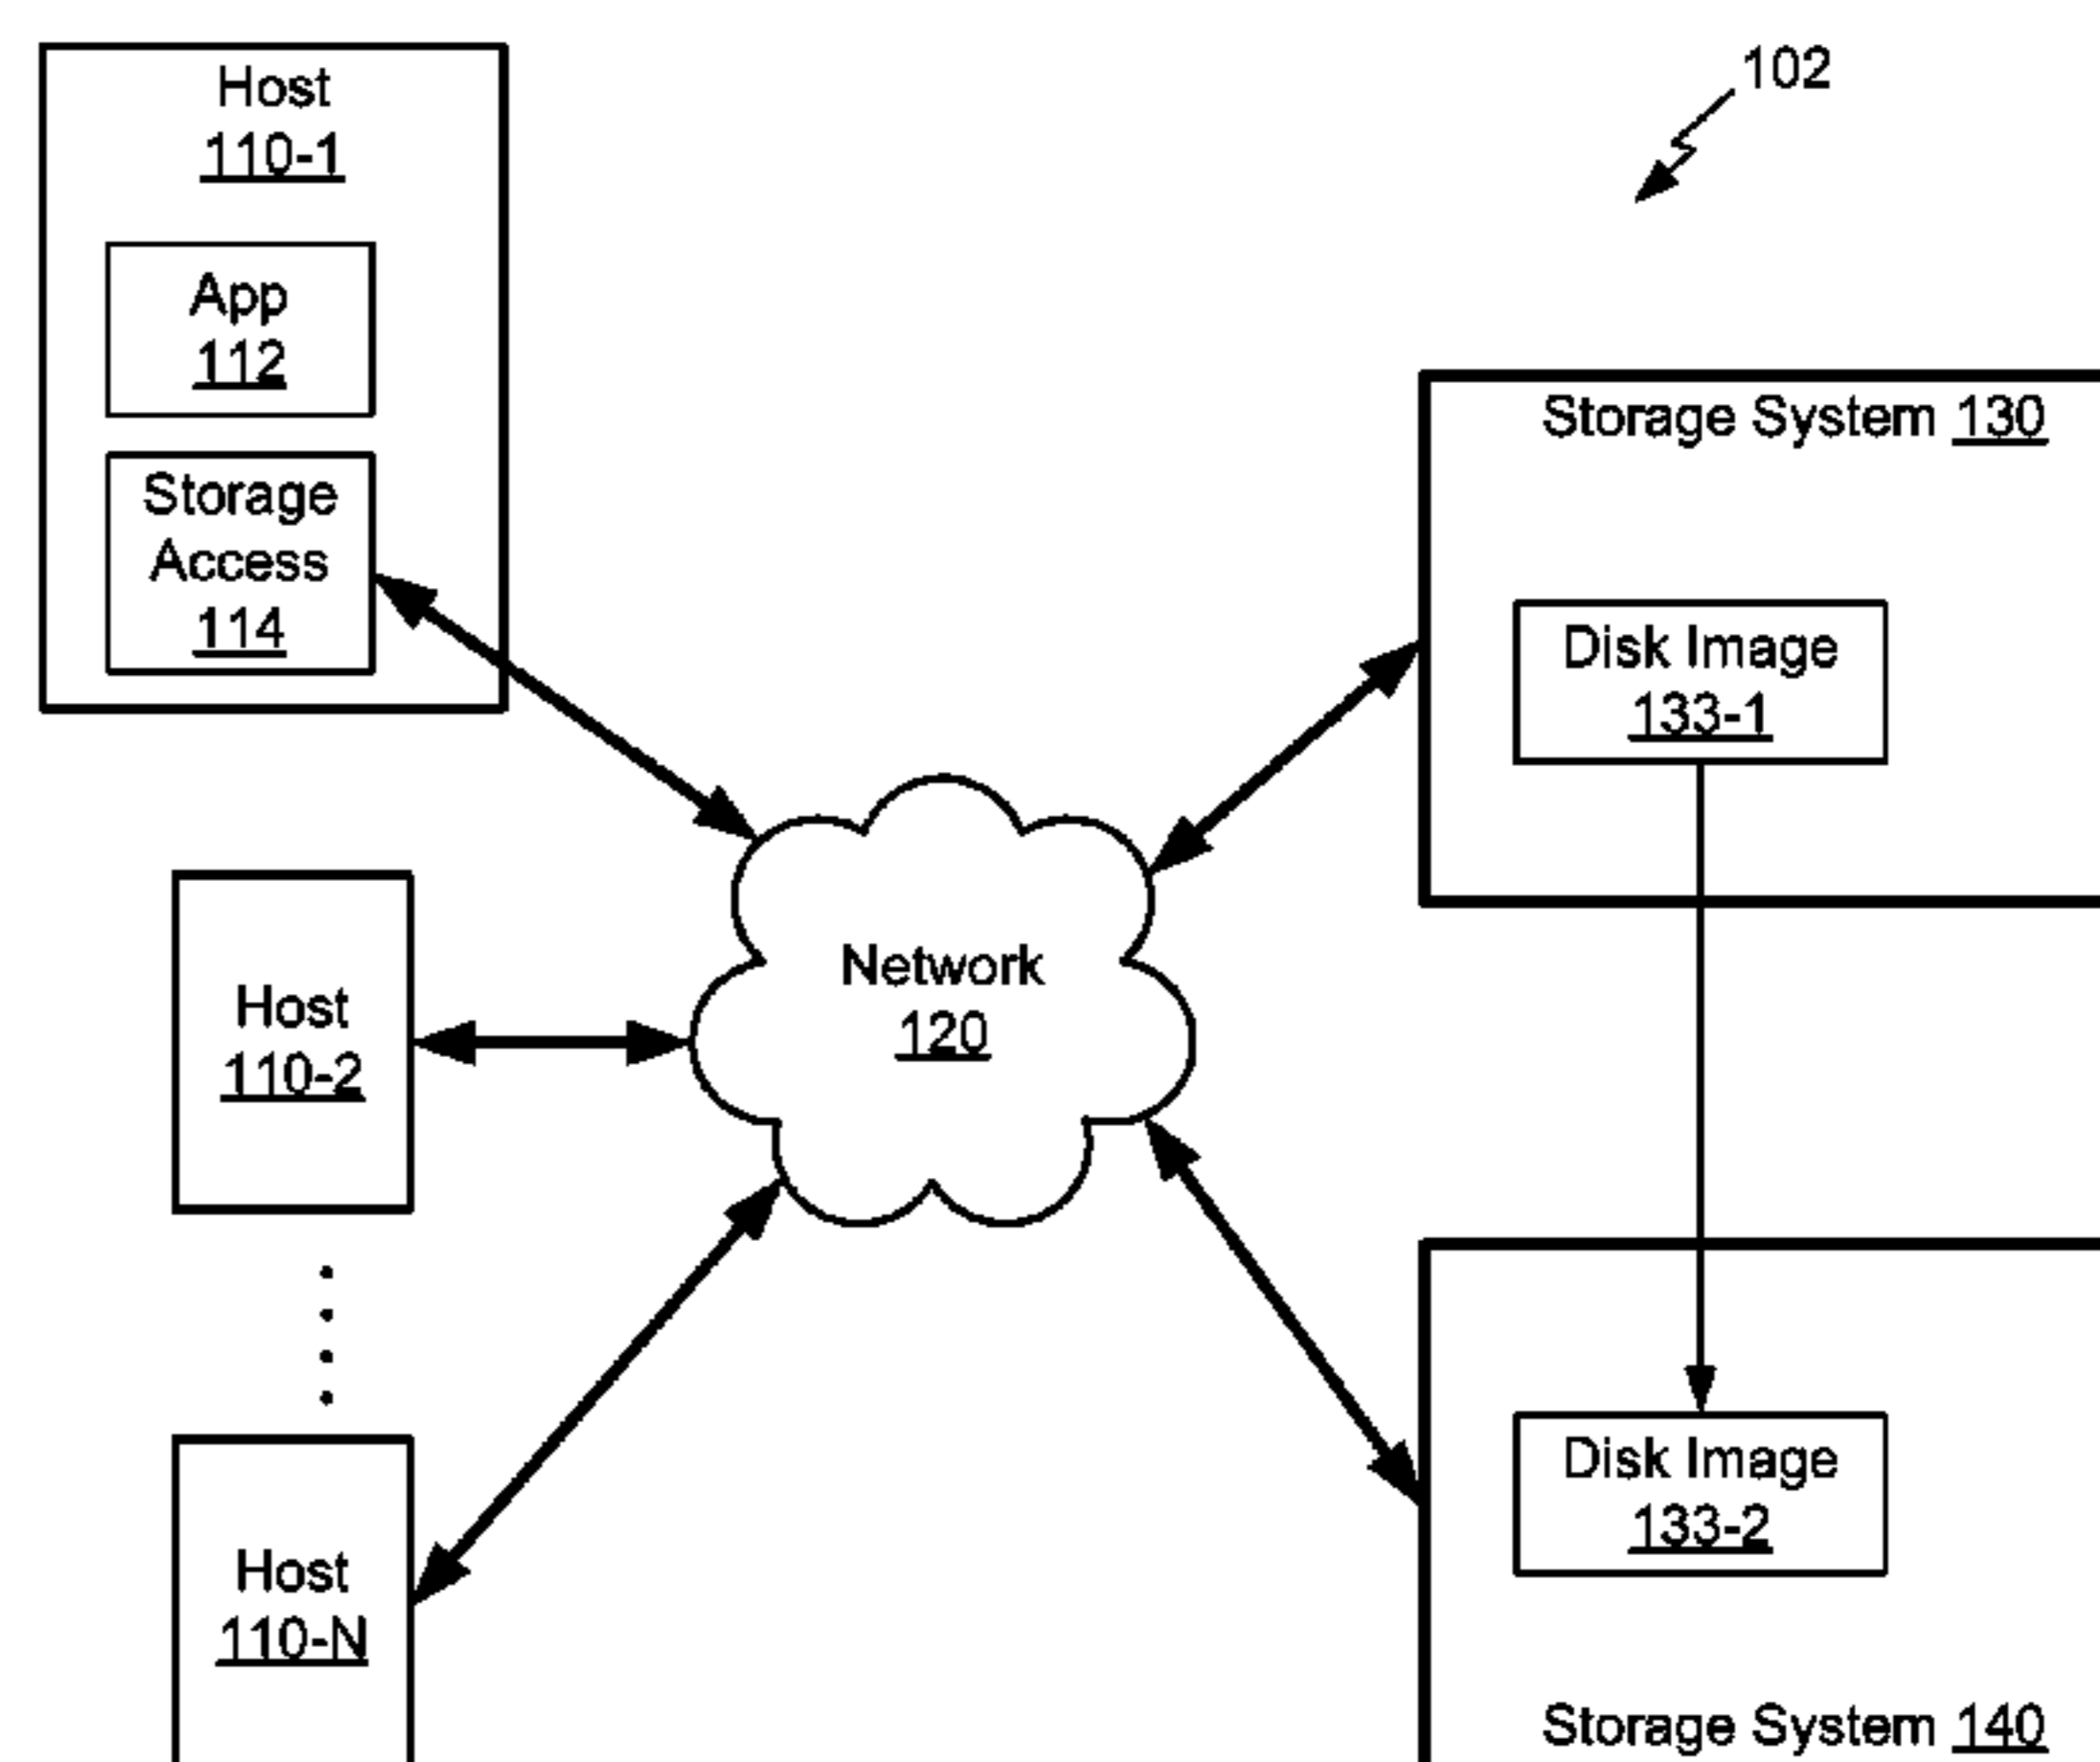 Host
110-1
102
App
112
Storage System 130
Storage
Access
114
Disk Image
133-1
Network
120
Host
110-2
Disk Image
133-2
Host
110-N
Storage System 140